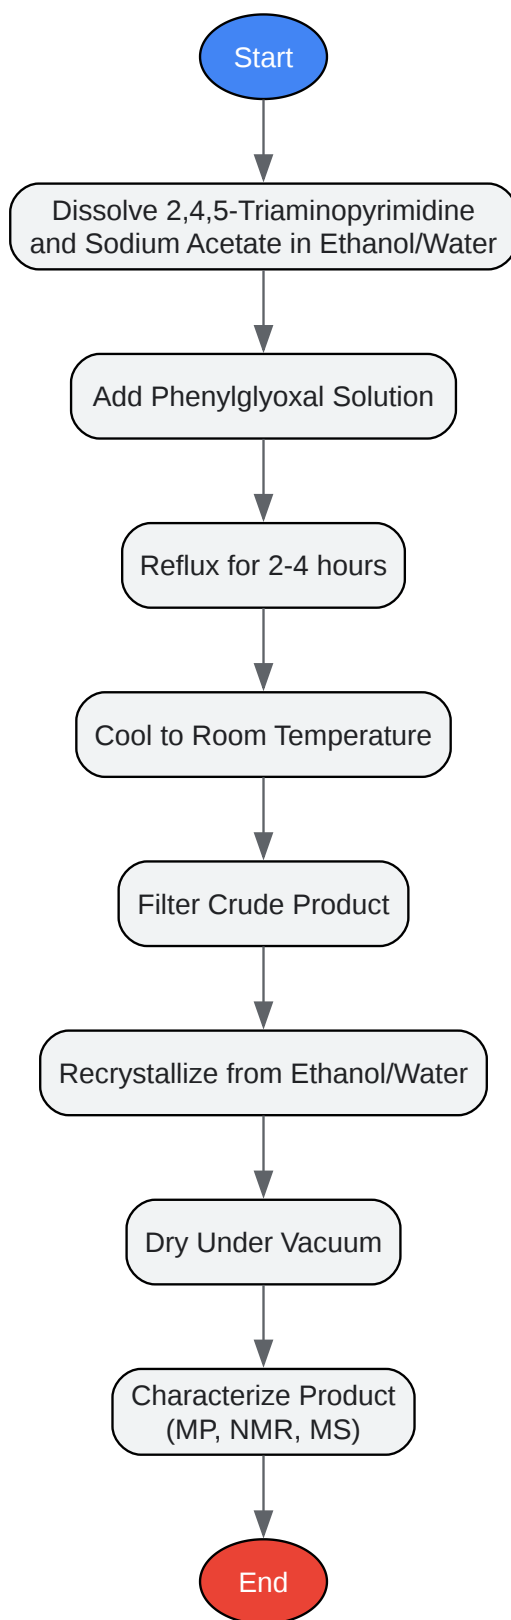 Start
Dissolve 2,4,5-Triaminopyrimidine
and Sodium Acetate in Ethanol/Water
Add Phenylglyoxal Solution
Reflux for 2-4 hours
Cool to Room Temperature
Filter Crude Product
Recrystallize from Ethanol/Water
Dry Under Vacuum
Characterize Product
(MP, NMR, MS)
End